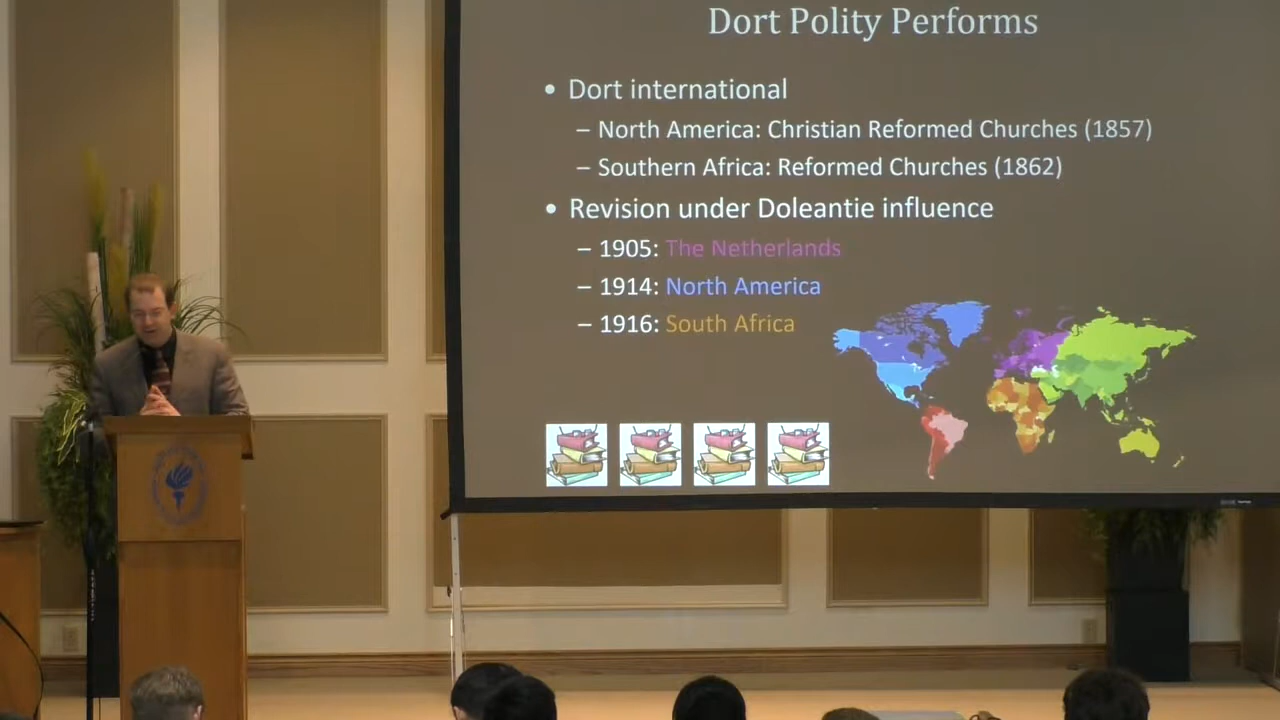 Dort Polity Performs
• Dort international
– North America: Christian Reformed Churches (1857)
– Southern Africa: Reformed Churches (1862)
• Revision under Doleantie influence
– 1905: The Netherlands
– 1914: North America
– 1916: South Africa